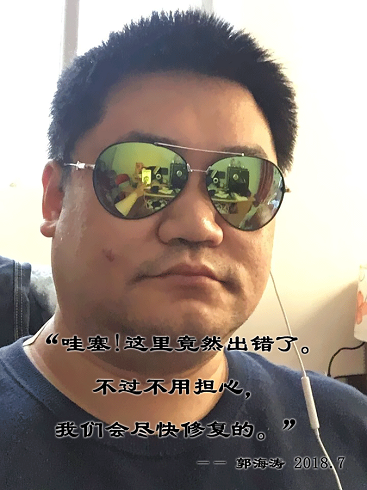 “哇塞!这里竟然出错了。
不过不用担心，
我们会尽快修复的。”
—— 郭海涛 2018.7